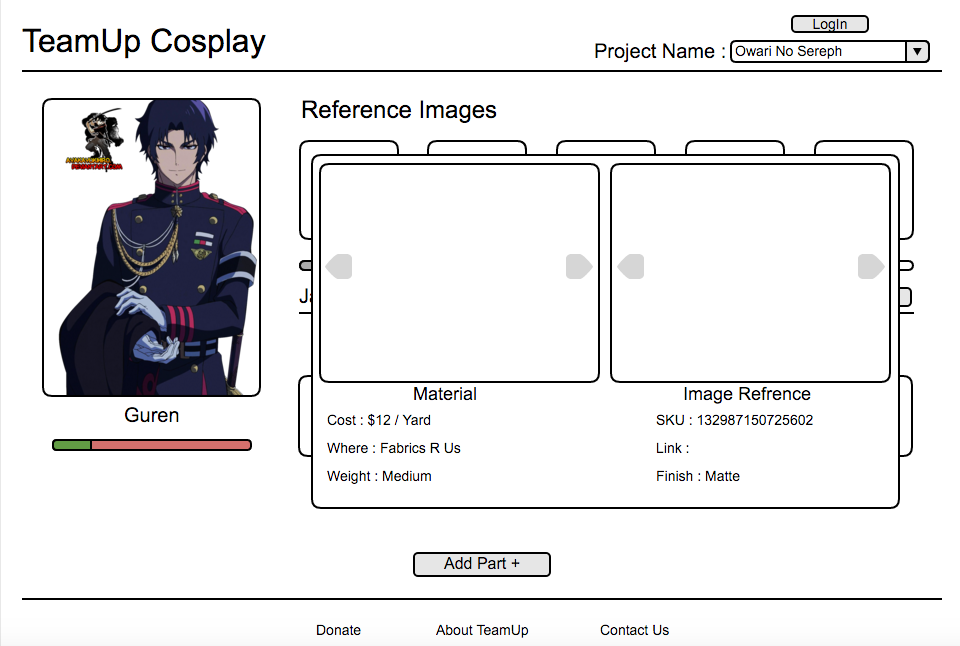 LogIn
TeamUp Cosplay
Project Name :
Owari No Sereph
Reference Images
Guren
Material
Image Refrence
Cost : $12 / Yard
SKU : 132987150725602
Where : Fabrics R Us
Link :
Weight : Medium
Finish : Matte
Add Part +
Donate
About TeamUp
Contact Us